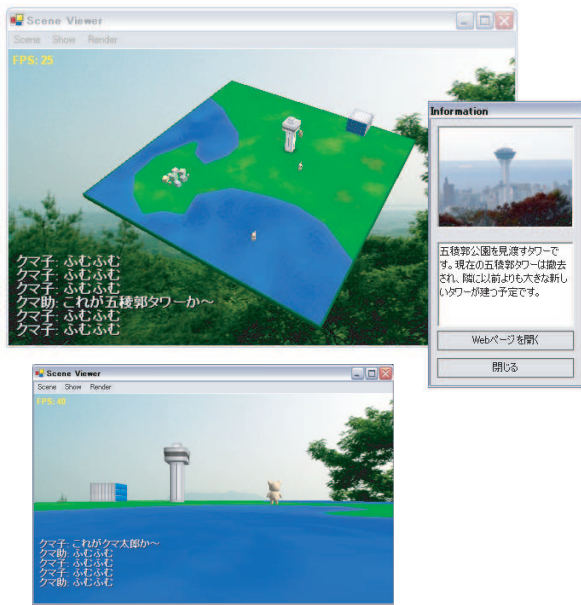 Scene Viewer
Scene Show Render
FPS: 25
クマ子: ふむふむ
クマ子: ふむふむ
クマ子: ふむふむ
クマ助: これが五稜郭タワーか～
クマ子: ふむふむ
クマ子: ふむふむ
Information
五稜郭公園を見渡すタワーで
す。現在の五稜郭タワーは撤去
され、隣に以前よりも大きな新し
いタワーが建つ予定です。
Webページを開く
閉じる
Scene Viewer
Scene Show Render
FPS: 40
クマ子: これがクマ太郎か～
クマ助: ふむふむ
クマ子: ふむふむ
クマ子: ふむふむ
クマ助: ふむふむ